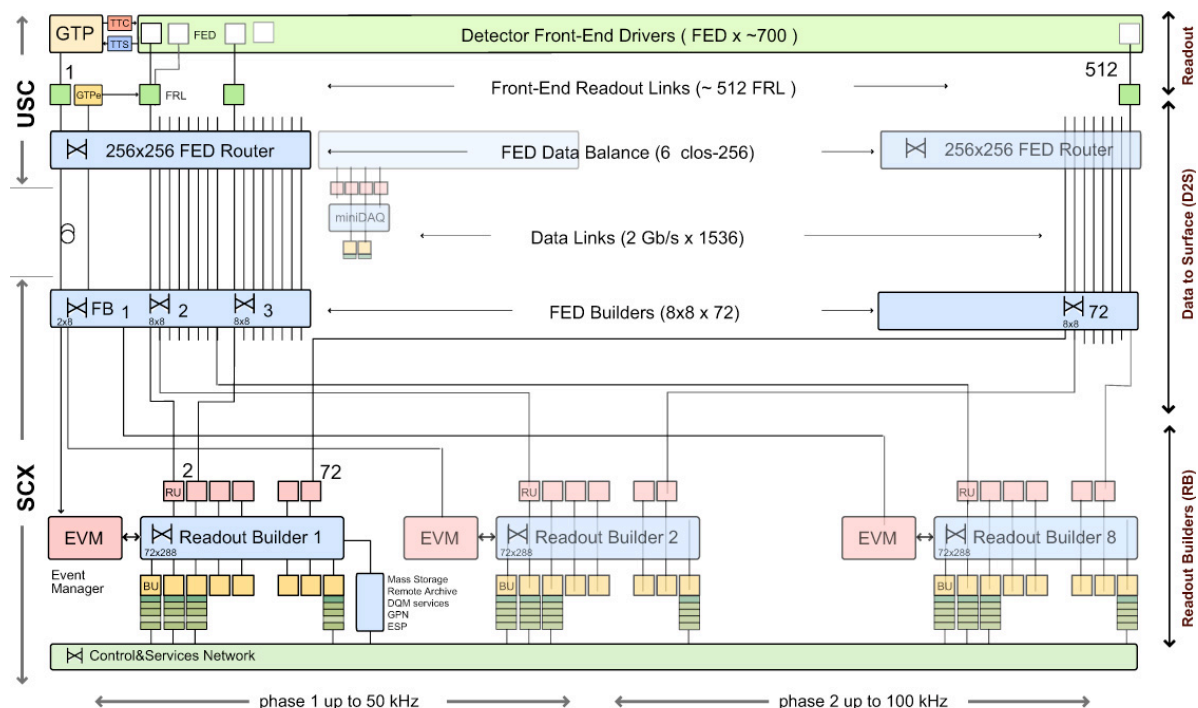 GTP
TTC
TTS
FED
Detector Front-End Drivers ( FED x ~700 )
Readout
1
512
GTPe
FRL
Front-End Readout Links (~ 512 FRL )
USC
256x256 FED Router
FED Data Balance (6 clos-256)
256x256 FED Router
miniDAQ
Data Links (2 Gb/s x 1536)
Data to Surface (D2S)
FB 1
2
3
2x8
8x8
8x8
FED Builders (8x8 x 72)
72
8x8
SCX
2
72
RU
RU
RU
EVM
Readout Builder 1
72x288
EVM
Readout Builder 2
72x288
EVM
Readout Builder 8
72x288
Readout Builders (RB)
Event
Manager
BU
BU
BU
Mass Storage
Remote Archive
DQM services
GPN
ESP
Control&Services Network
phase 1 up to 50 kHz
phase 2 up to 100 kHz